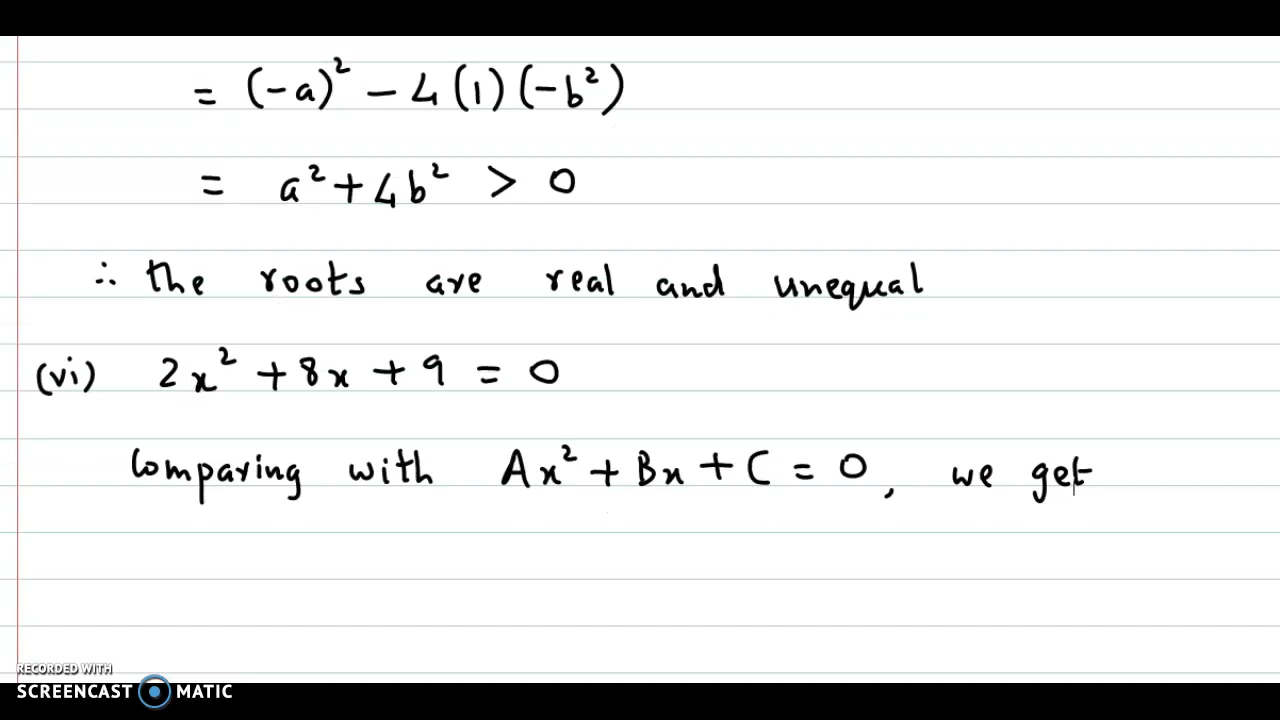 = (-a)² - 4(1)(-b²)
= a² + 4b² > 0
∴ the roots are real and unequal
(vi) 2x² + 8x + 9 = 0
Comparing with Ax² + Bx + C = 0, we get
RECORDED WITH
SCREENCAST MATIC